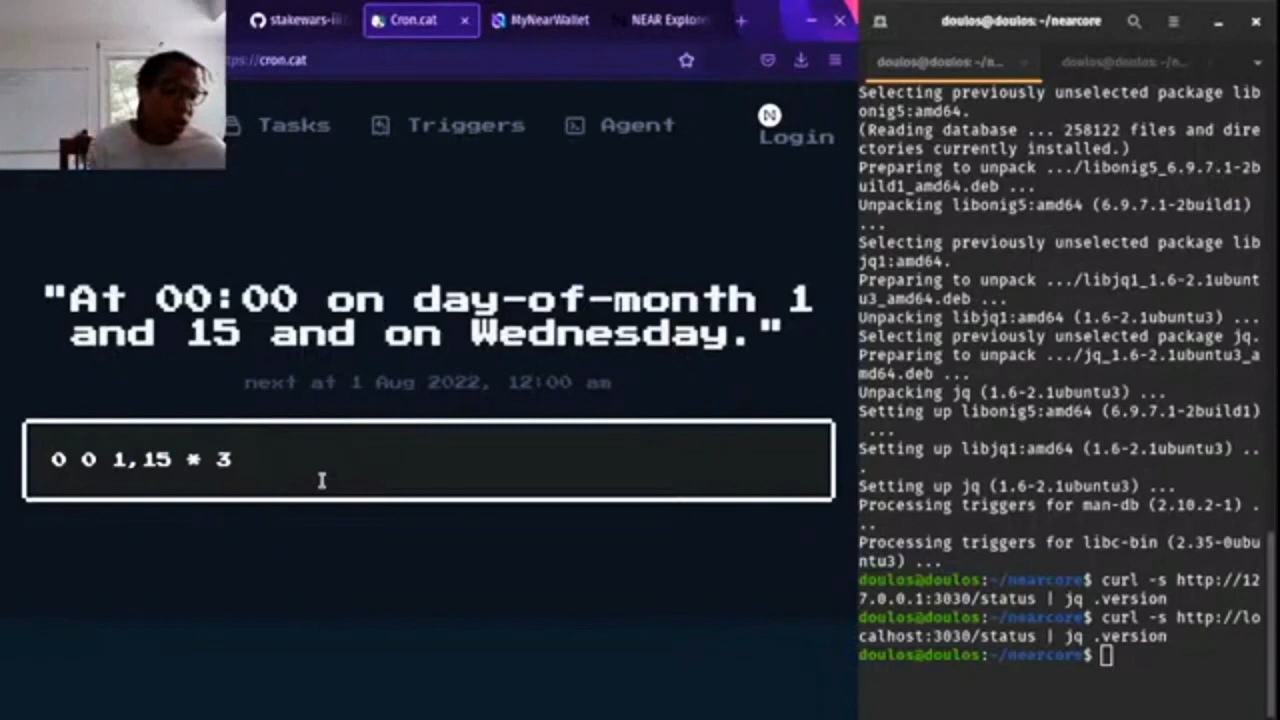 stakewars-iii
Cron.cat
MyNearWallet
NEAR Explore
://cron.cat
Tasks
Triggers
Agent
Login
"At 00:00 on day-of-month 1
and 15 and on Wednesday."
next at 1 Aug 2022, 12:00 am
0 0 1,15 * 3
doulos@doulos: ~/nearcore
doulos@doulos: ~/n...
doulos@doulos: ~/n...
Selecting previously unselected package lib
onig5:amd64.
(Reading database ... 258122 files and dire
ctories currently installed.)
Preparing to unpack .../libonig5_6.9.7.1-2b
uild1_amd64.deb ...
Unpacking libonig5:amd64 (6.9.7.1-2build1)
...
Selecting previously unselected package lib
jq1:amd64.
Preparing to unpack .../libjq1_1.6-2.1ubunt
u3_amd64.deb ...
Unpacking libjq1:amd64 (1.6-2.1ubuntu3) ...
Selecting previously unselected package jq.
Preparing to unpack .../jq_1.6-2.1ubuntu3_a
md64.deb ...
Unpacking jq (1.6-2.1ubuntu3) ...
Setting up libonig5:amd64 (6.9.7.1-2build1)
...
Setting up libjq1:amd64 (1.6-2.1ubuntu3) ..
.
Setting up jq (1.6-2.1ubuntu3) ...
Processing triggers for man-db (2.10.2-1) .
..
Processing triggers for libc-bin (2.35-0ubu
ntu3) ...
doulos@doulos:~/nearcore$ curl -s http://12
7.0.0.1:3030/status | jq .version
doulos@doulos:~/nearcore$ curl -s http://lo
calhost:3030/status | jq .version
doulos@doulos:~/nearcore$